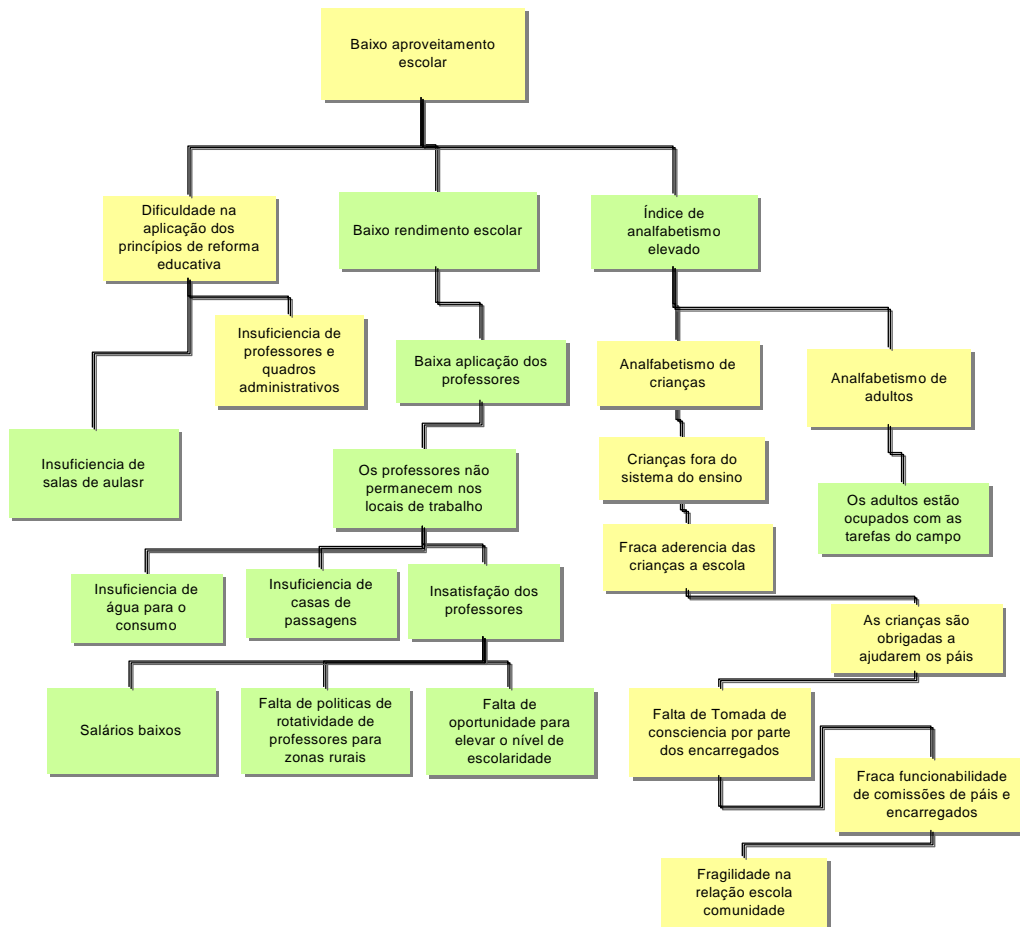 Baixo aproveitamento
escolar
Dificuldade na
aplicação dos
princípios de reforma
educativa
Baixo rendimento escolar
Índice de
analfabetismo
elevado
Insuficiencia de
professores e
quadros
administrativos
Baixa aplicação dos
professores
Analfabetismo de
crianças
Analfabetismo de
adultos
Insuficiencia de
salas de aulasr
Os professores não
permanecem nos
locais de trabalho
Crianças fora do
sistema do ensino
Os adultos estão
ocupados com as
tarefas do campo
Fraca aderencia das
crianças a escola
Insuficiencia de
água para o
consumo
Insuficiencia de
casas de
passagens
Insatisfação dos
professores
As crianças são
obrigadas a
ajudarem os páis
Salários baixos
Falta de politicas de
rotatividade de
professores para
zonas rurais
Falta de
oportunidade para
elevar o nível de
escolaridade
Falta de Tomada de
consciencia por parte
dos encarregados
Fraca funcionabilidade
de comissões de páis e
encarregados
Fragilidade na
relação escola
comunidade